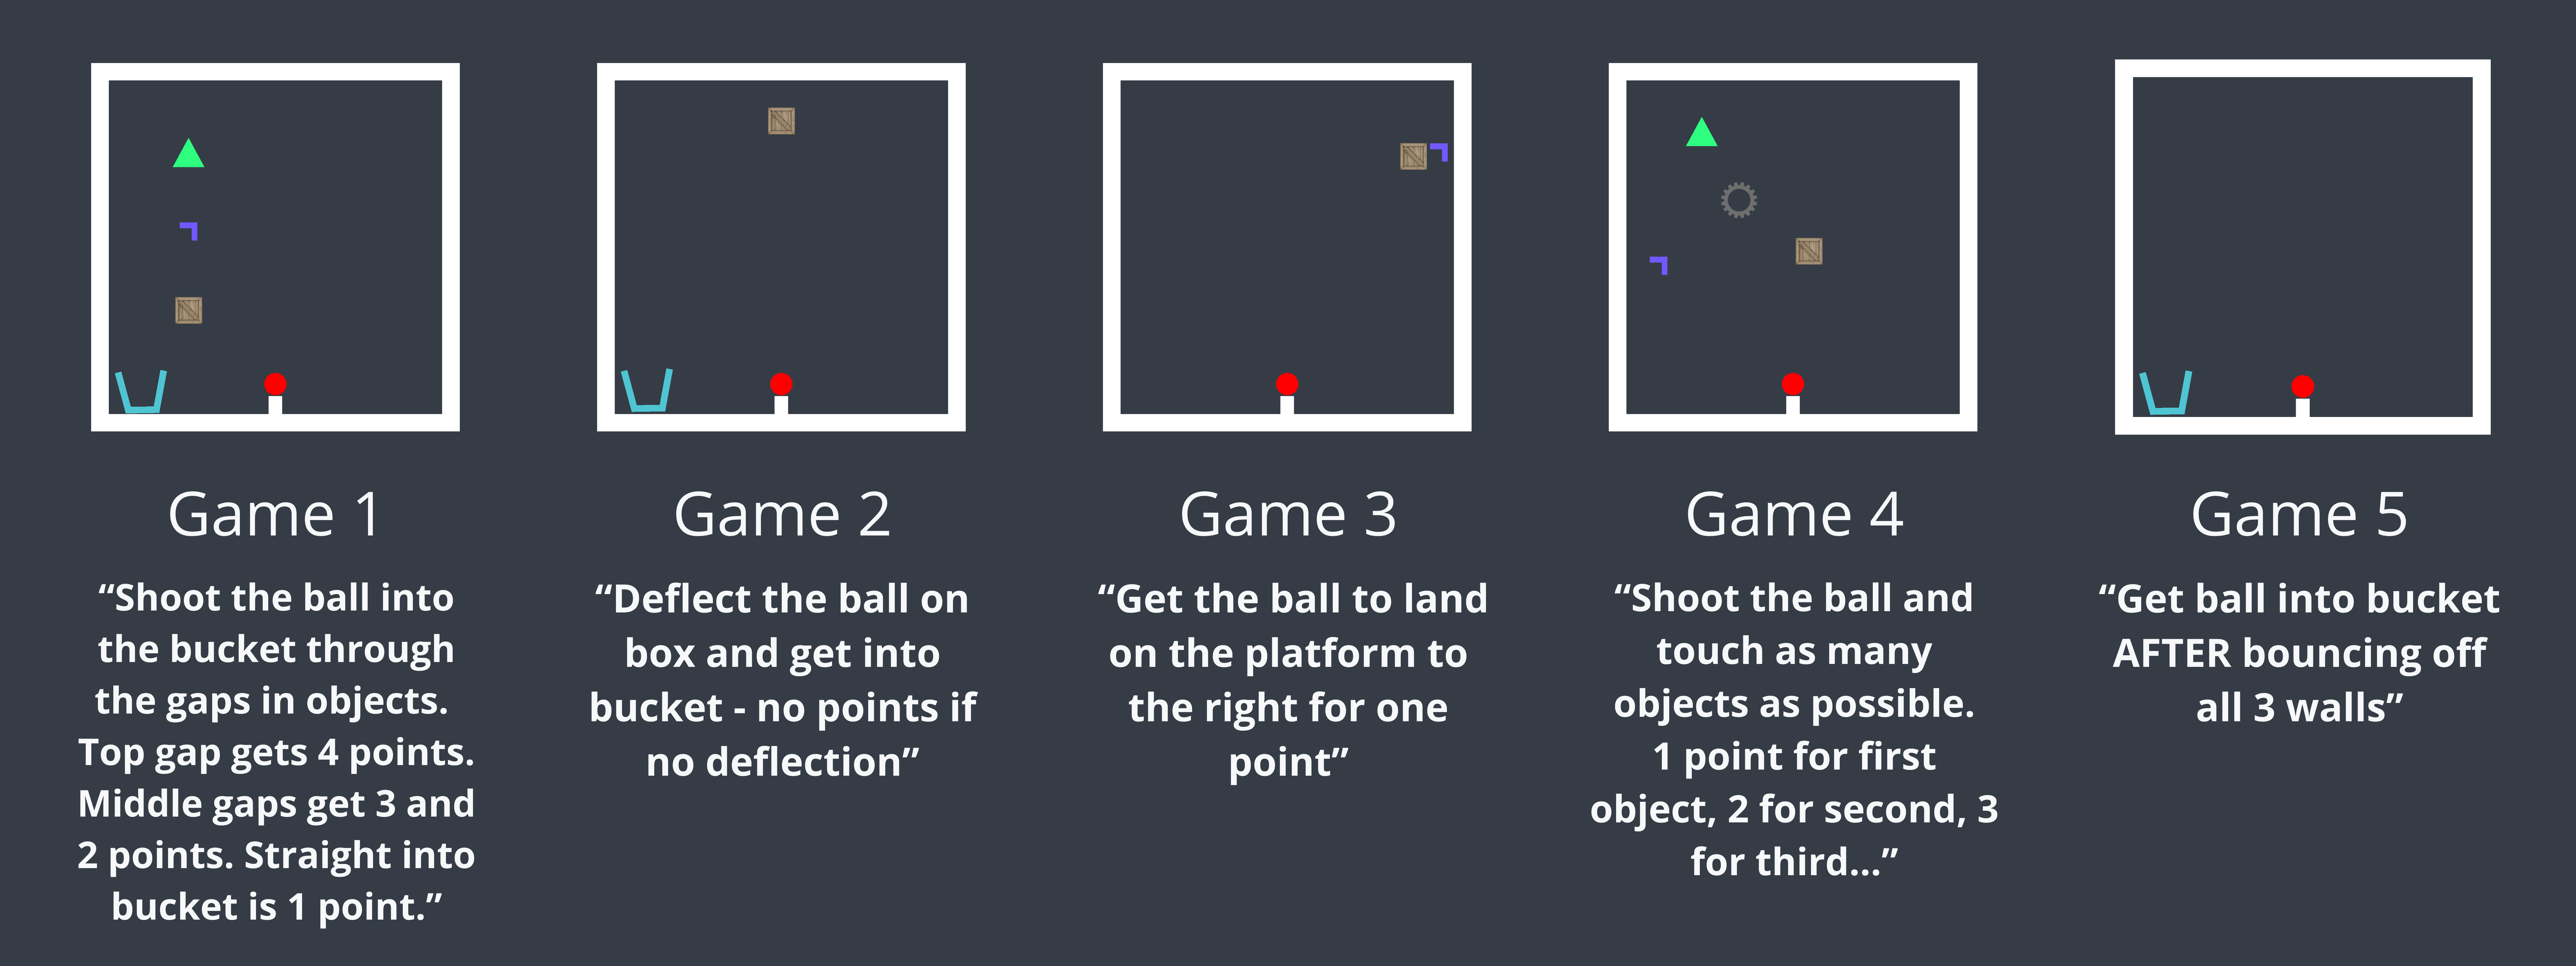 Game 1
“Shoot the ball into
the bucket through
the gaps in objects.
Top gap gets 4 points.
Middle gaps get 3 and
2 points. Straight into
bucket is 1 point.”
Game 2
“Deflect the ball on
box and get into
bucket - no points if
no deflection”
Game 3
“Get the ball to land
on the platform to
the right for one
point”
Game 4
“Shoot the ball and
touch as many
objects as possible.
1 point for first
object, 2 for second, 3
for third...”
Game 5
“Get ball into bucket
AFTER bouncing off
all 3 walls”